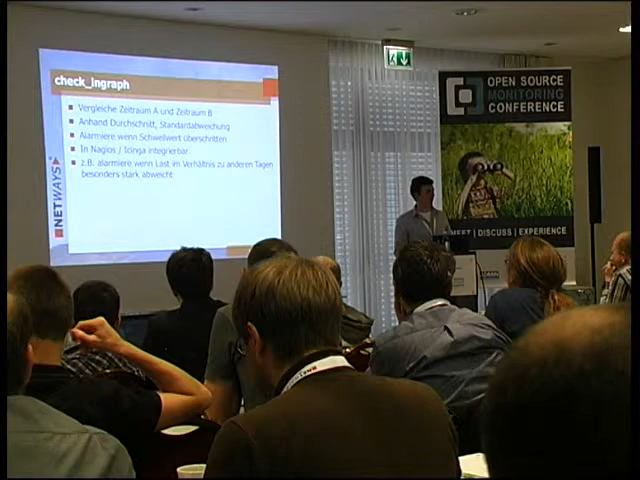 check_ingraph
Vergleiche Zeitraum A und Zeitraum B
Anhand Durchschnitt, Standardabweichung
Alarmiere wenn Schwellwert überschritten
In Nagios / Icinga integrierbar
z.B. alarmiere wenn Last im Verhältnis zu anderen Tagen
besonders stark abweicht
NETWAYS
OPEN SOURCE
MONITORING
CONFERENCE
MEET | DISCUSS | EXPERIENCE